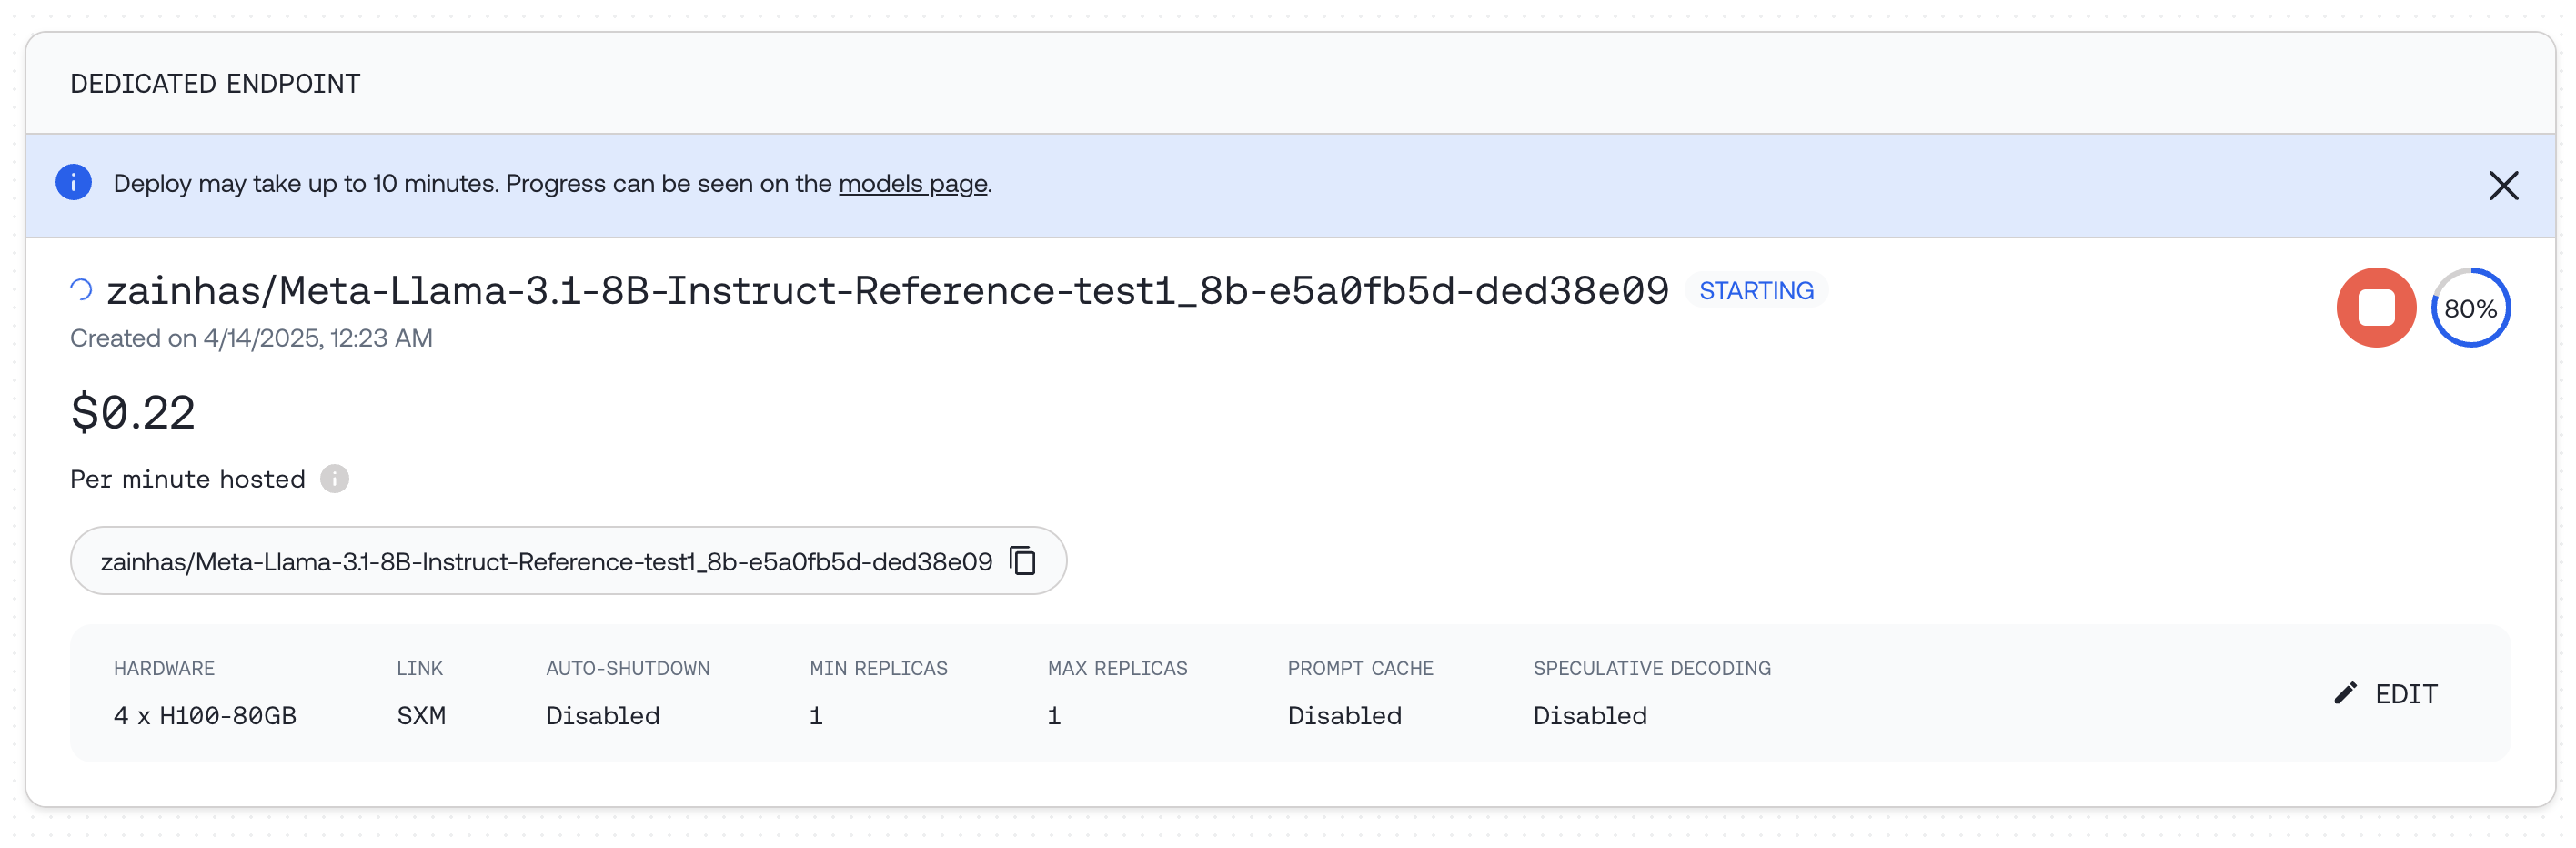 DEDICATED ENDPOINT
Deploy may take up to 10 minutes. Progress can be seen on the models page.
zainhas/Meta-Llama-3.1-8B-Instruct-Reference-test1_8b-e5a0fb5d-ded38e09 STARTING
80%
Created on 4/14/2025, 12:23 AM
$0.22
Per minute hosted
zainhas/Meta-Llama-3.1-8B-Instruct-Reference-test1_8b-e5a0fb5d-ded38e09
HARDWARE LINK AUTO-SHUTDOWN MIN REPLICAS MAX REPLICAS PROMPT CACHE SPECULATIVE DECODING
4 x H100-80GB SXM Disabled 1 1 Disabled Disabled
EDIT